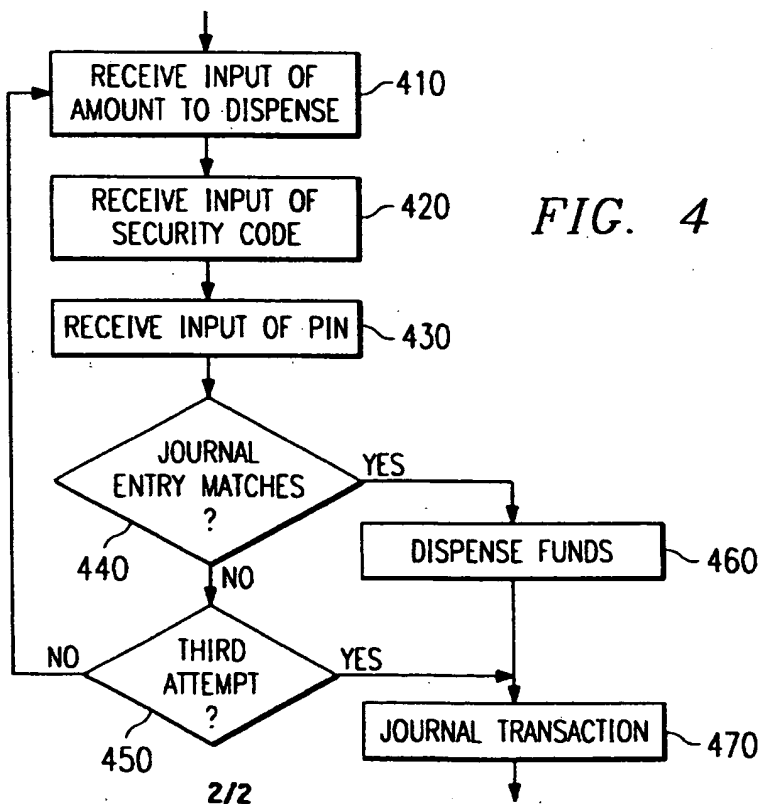 RECEIVE INPUT OF
AMOUNT TO DISPENSE
410
RECEIVE INPUT OF
SECURITY CODE
420
FIG. 4
RECEIVE INPUT OF PIN
430
JOURNAL
ENTRY MATCHES
?
440
YES
NO
DISPENSE FUNDS
460
THIRD
ATTEMPT
?
450
NO
YES
JOURNAL TRANSACTION
470
2/2